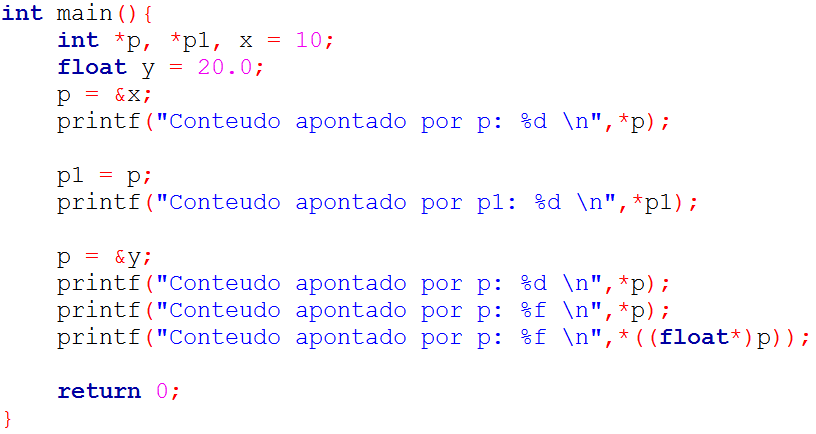 int main(){
    int *p, *p1, x = 10;
    float y = 20.0;
    p = &x;
    printf("Conteudo apontado por p: %d \n",*p);

    p1 = p;
    printf("Conteudo apontado por p1: %d \n",*p1);

    p = &y;
    printf("Conteudo apontado por p: %d \n",*p);
    printf("Conteudo apontado por p: %f \n",*p);
    printf("Conteudo apontado por p: %f \n",*((float*)p));

    return 0;
}